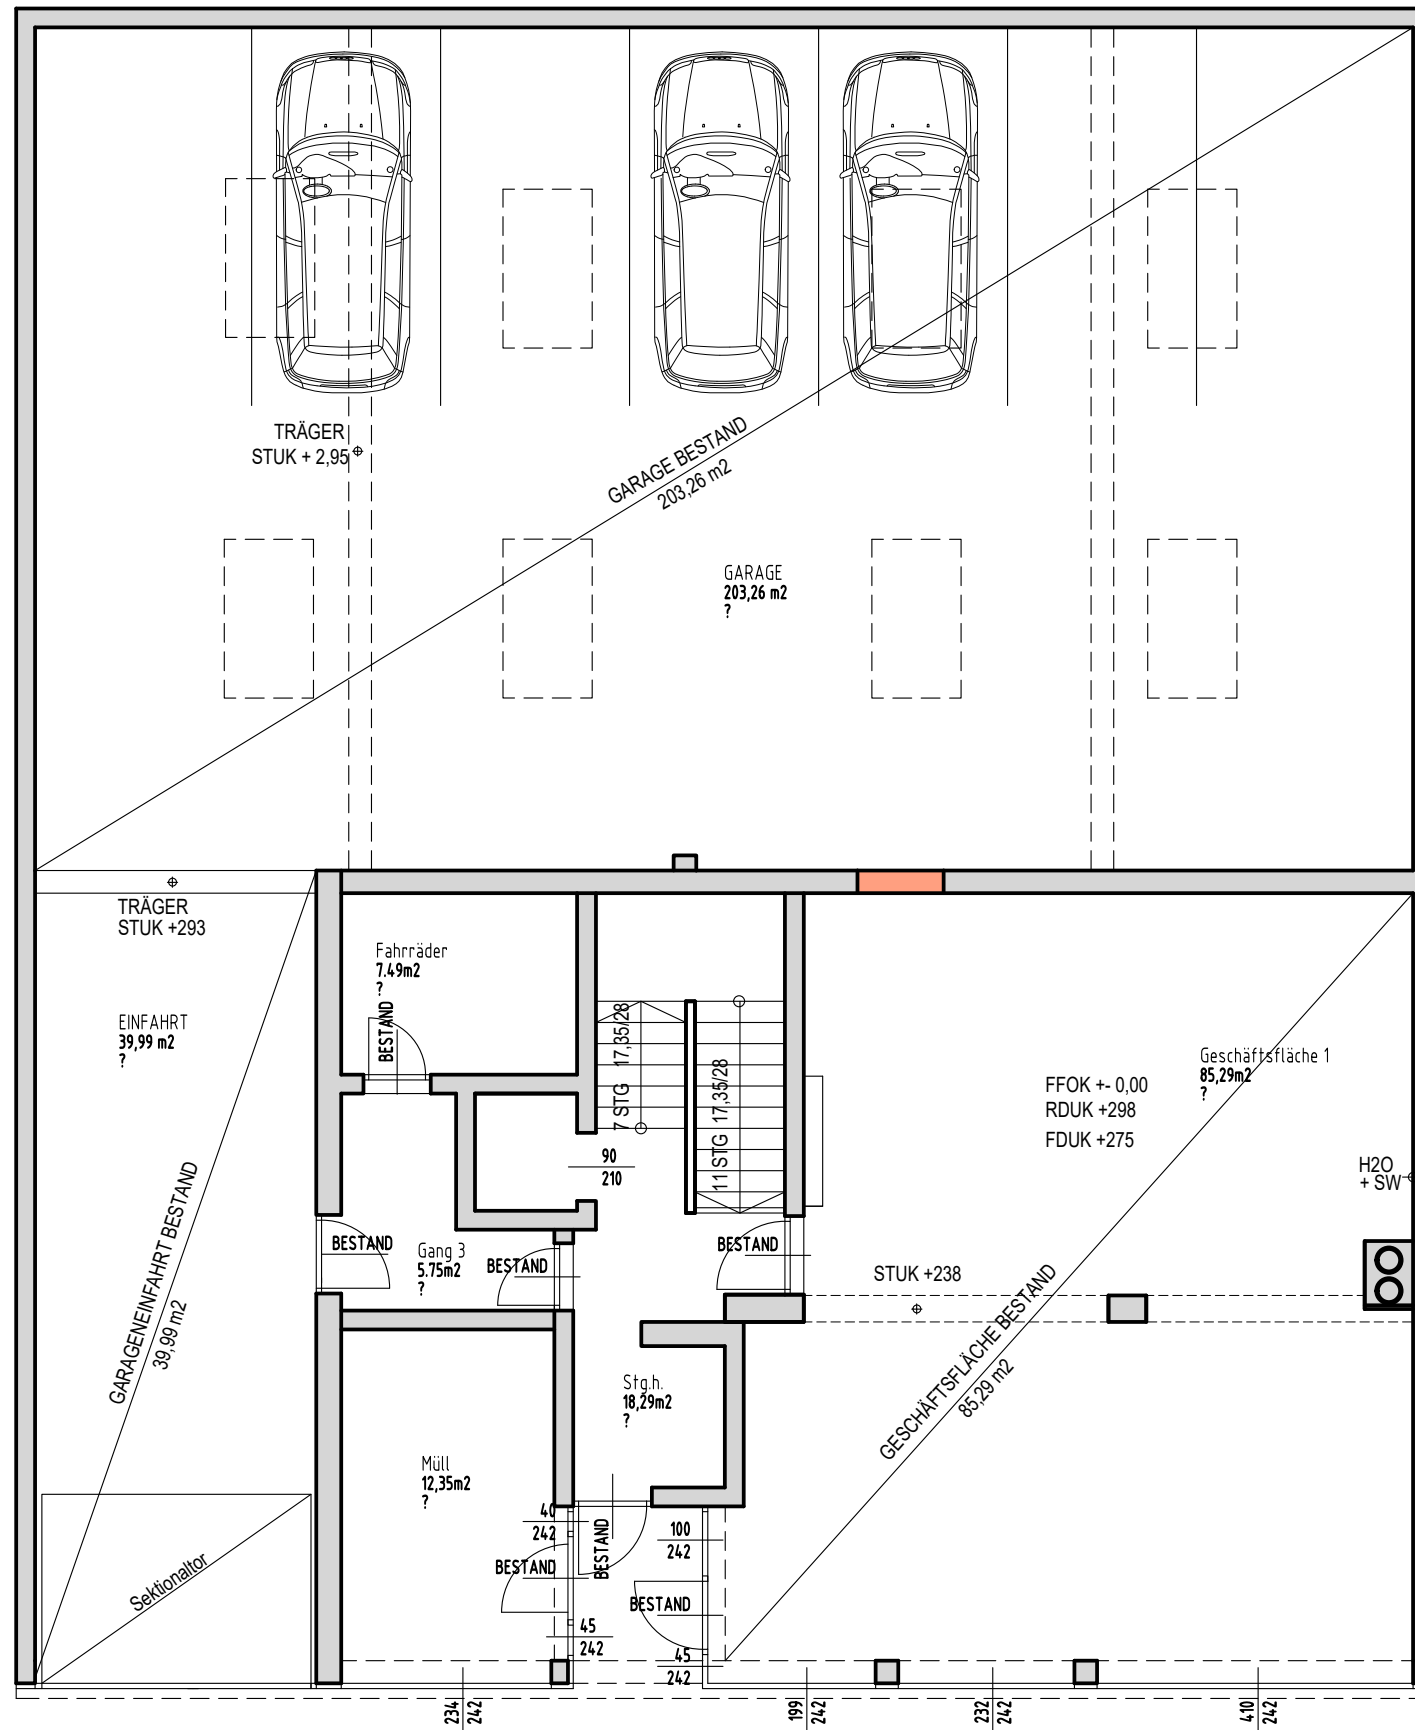 TRÄGER
STUK + 2,95
GARAGE BESTAND
203,26 m2
GARAGE
203,26 m2
?
TRÄGER
STUK +293
Fahrräder
7.49m2
?
BESTAND
EINFAHRT
39,99 m2
?
7 STG 17,35/28
11 STG 17,35/28
Geschäftsfläche 1
85,29m2
?
FFOK +- 0,00
RDUK +298
FDUK +275
90
210
H2O
+ SW
GARAGENEINFAHRT BESTAND
39,99 m2
BESTAND
Gang 3
5.75m2
?
BESTAND
BESTAND
STUK +238
GESCHÄFTSFLÄCHE BESTAND
85,29 m2
Stg.h.
18,29m2
?
Müll
12,35m2
?
40
242
BESTAND
100
242
BESTAND
Sektionaltor
BESTAND
45
242
45
242
234
242
199
242
232
242
410
242